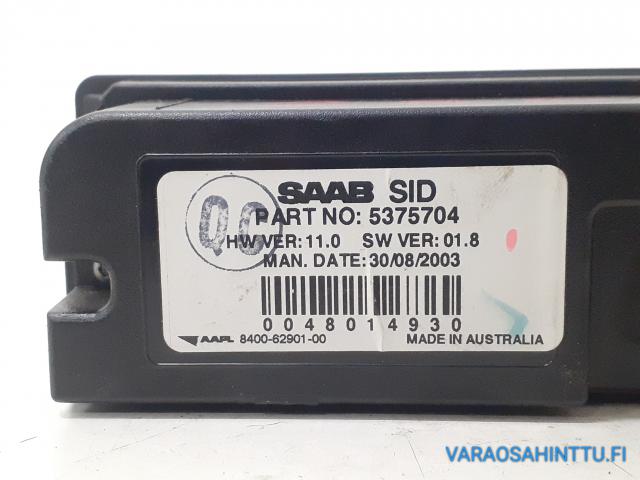 QC
SAAB SID
PART NO: 5375704
HW VER: 11.0 SW VER: 01.8
MAN. DATE: 30/08/2003
0048014930
AAPL 8400-62901-00 MADE IN AUSTRALIA
VARAOSAHINTTU.FI